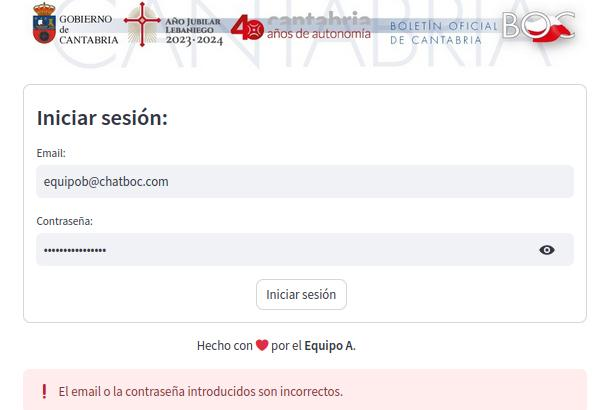 CANTABRIA
GOBIERNO
de
CANTABRIA
AÑO JUBILAR
LEBANIEGO
2023·2024
40
cantabria
años de autonomía
BOLETÍN OFICIAL
DE CANTABRIA
BOC
Iniciar sesión:
Email:
equipob@chatboc.com
Contraseña:
••••••••••••••••
Iniciar sesión
Hecho con ❤ por el Equipo A.
❗ El email o la contraseña introducidos son incorrectos.